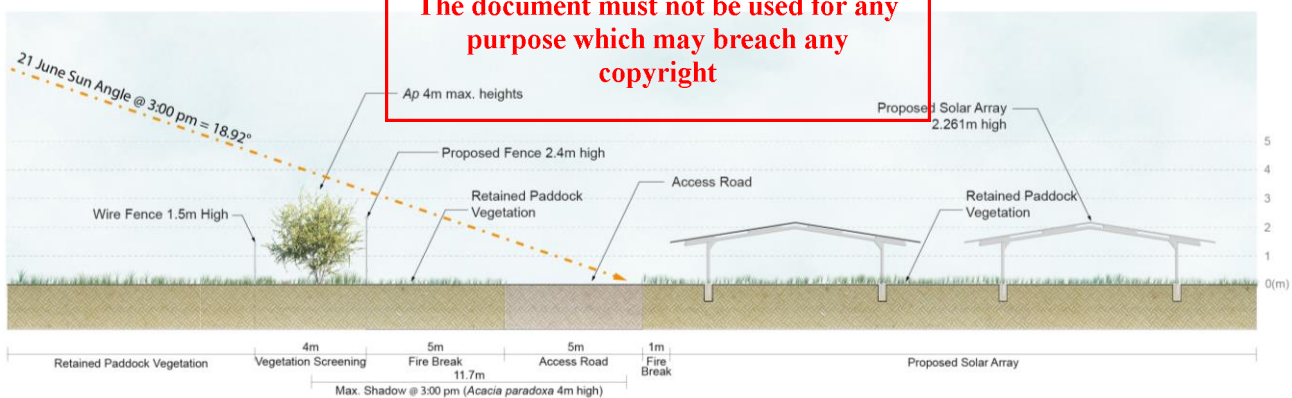 The document must not be used for any
purpose which may breach any
copyright
21 June Sun Angle @ 3:00 pm = 18.92°
Ap 4m max. heights
Proposed Solar Array
2.261m high
Proposed Fence 2.4m high
Access Road
Retained Paddock
Vegetation
Retained Paddock
Vegetation
Wire Fence 1.5m High
5
4
3
2
1
0(m)
4m
5m
5m
1m
Retained Paddock Vegetation
Vegetation Screening
Fire Break
Access Road
Fire
Break
Proposed Solar Array
11.7m
Max. Shadow @ 3:00 pm (Acacia paradoxa 4m high)